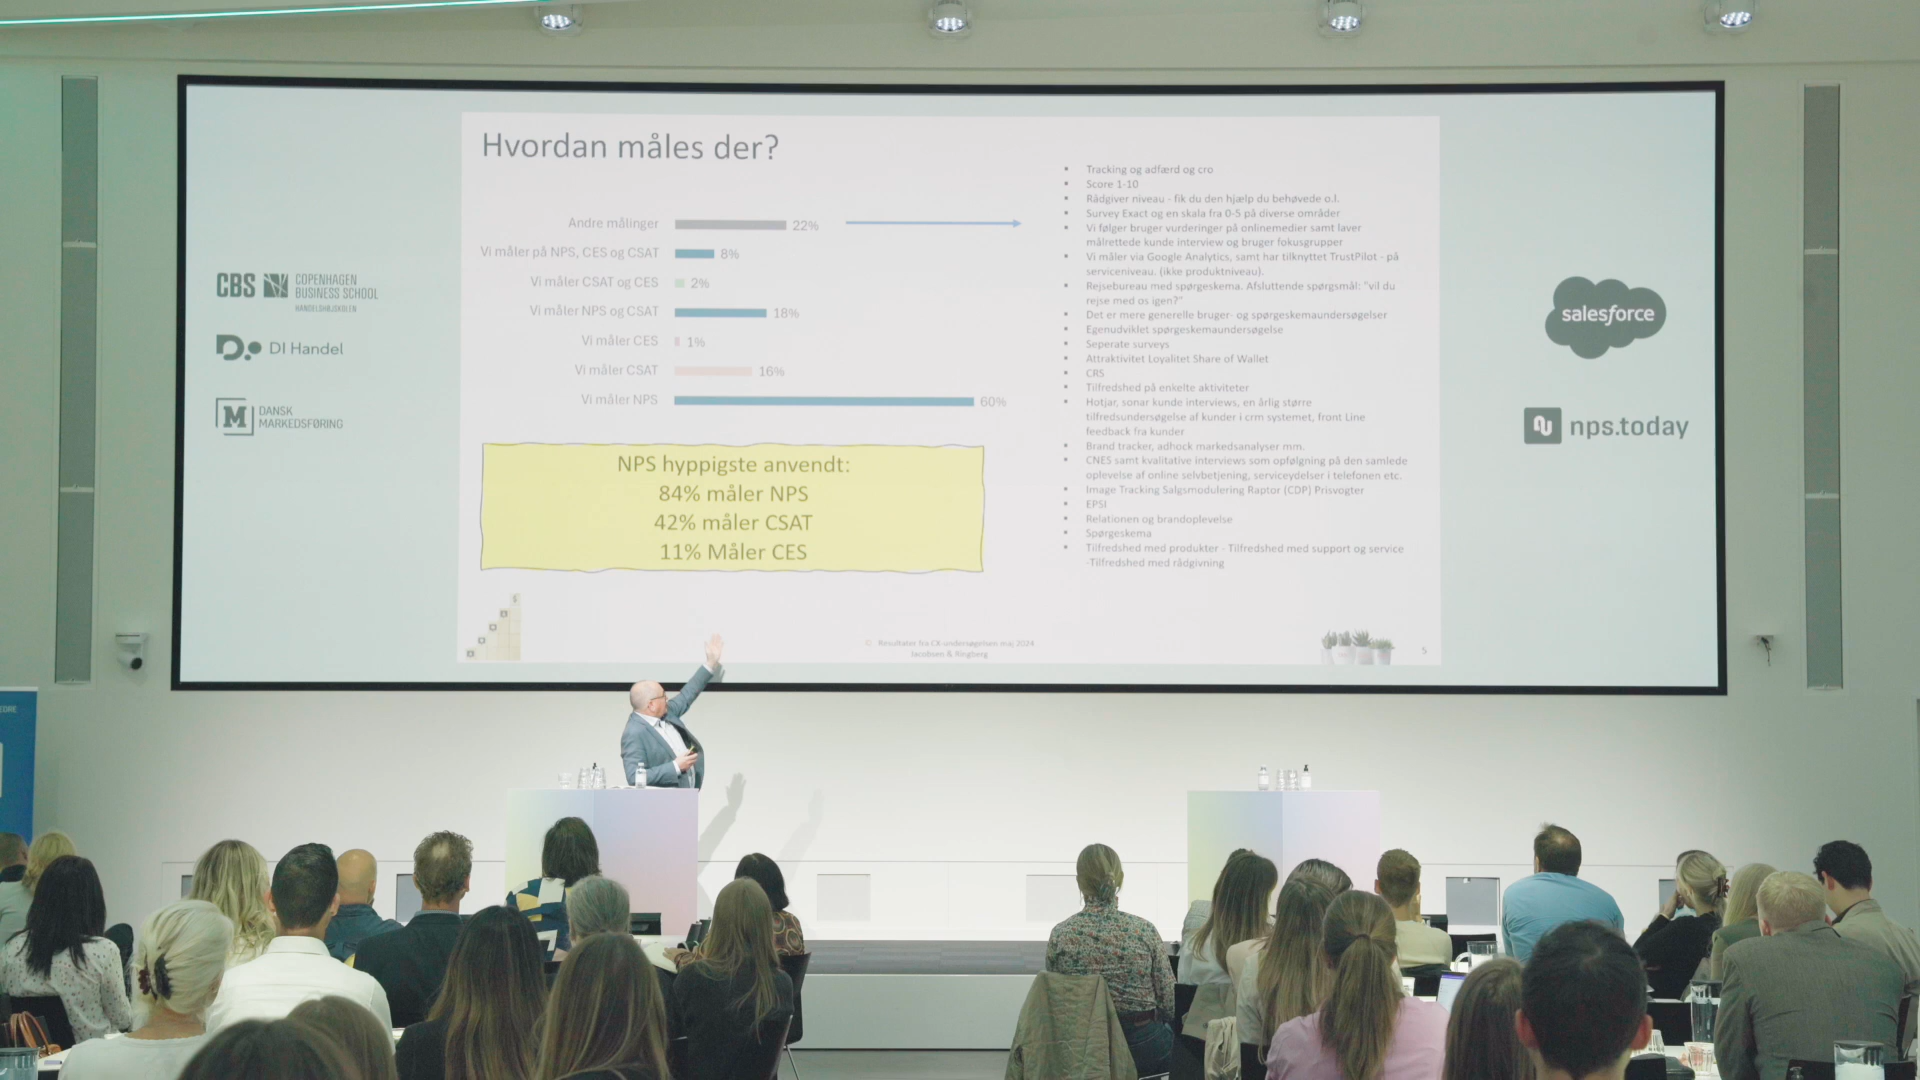 Hvordan måles der?
Andre målinger 22%
Vi måler på NPS, CES og CSAT 8%
Vi måler CSAT og CES 2%
Vi måler NPS og CSAT 18%
Vi måler CES 1%
Vi måler CSAT 16%
Vi måler NPS 60%
NPS hyppigste anvendt:
84% måler NPS
42% måler CSAT
11% Måler CES
Tracking og adfærd og cro
Score 1-10
Rådgiver niveau - fik du den hjælp du behøvede o.l.
Survey Exact og en skala fra 0-5 på diverse områder
Vi følger bruger vurderinger på onlinemedier samt laver
målrettede kunde interview og bruger fokusgrupper
Vi måler via Google Analytics, samt har tilknyttet TrustPilot - på
serviceniveau. (ikke produktniveau).
Rejsebureau med spørgeskema. Afsluttende spørgsmål: "vil du
rejse med os igen?"
Det er mere generelle bruger- og spørgeskemaundersøgelser
Egenudviklet spørgeskemaundersøgelse
Seperate surveys
Attraktivitet Loyalitet Share of Wallet
CRS
Tilfredshed på enkelte aktiviteter
Hotjar, sonar kunde interviews, en årlig større
tilfredsundersøgelse af kunder i crm systemet, front Line
feedback fra kunder
Brand tracker, adhock markedsanalyser mm.
CNES samt kvalitative interviews som opfølgning på den samlede
oplevelse af online selvbetjening, serviceydelser i telefonen etc.
Image Tracking Salgsmodulering Raptor (CDP) Prisvogter
EPSI
Relationen og brandoplevelse
Spørgeskema
Tilfredshed med produkter - Tilfredshed med support og service
-Tilfredshed med rådgivning
© Resultater fra CX-undersøgelsen maj 2024
Jacobsen & Ringberg
5
CBS COPENHAGEN
BUSINESS SCHOOL
HANDELSHØJSKOLEN
DI Handel
M DANSK
MARKEDSFØRING
salesforce
nps.today